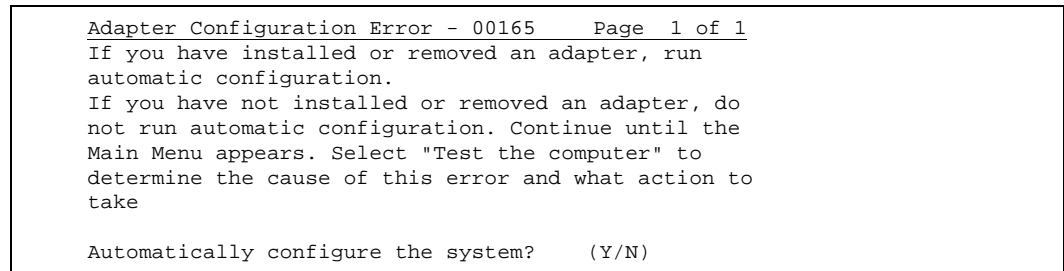 Adapter Configuration Error - 00165     Page  1 of 1
If you have installed or removed an adapter, run
automatic configuration.
If you have not installed or removed an adapter, do
not run automatic configuration. Continue until the
Main Menu appears. Select "Test the computer" to
determine the cause of this error and what action to
take
Automatically configure the system?    (Y/N)